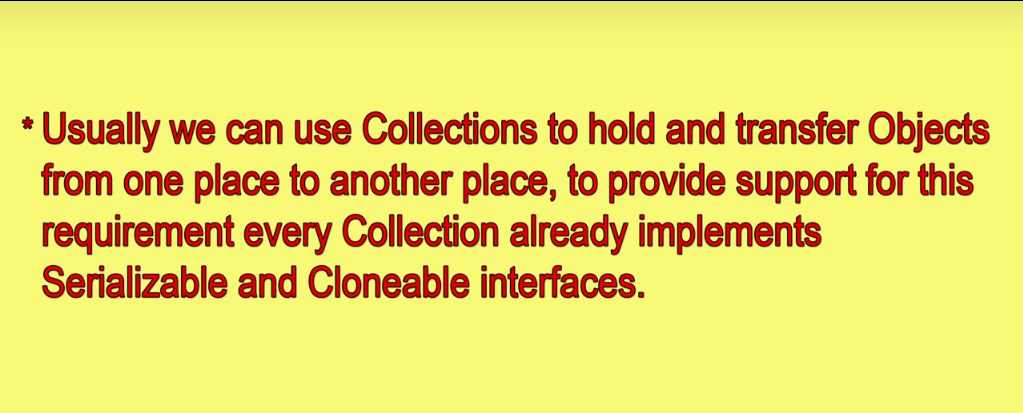 * Usually we can use Collections to hold and transfer Objects
from one place to another place, to provide support for this
requirement every Collection already implements
Serializable and Cloneable interfaces.